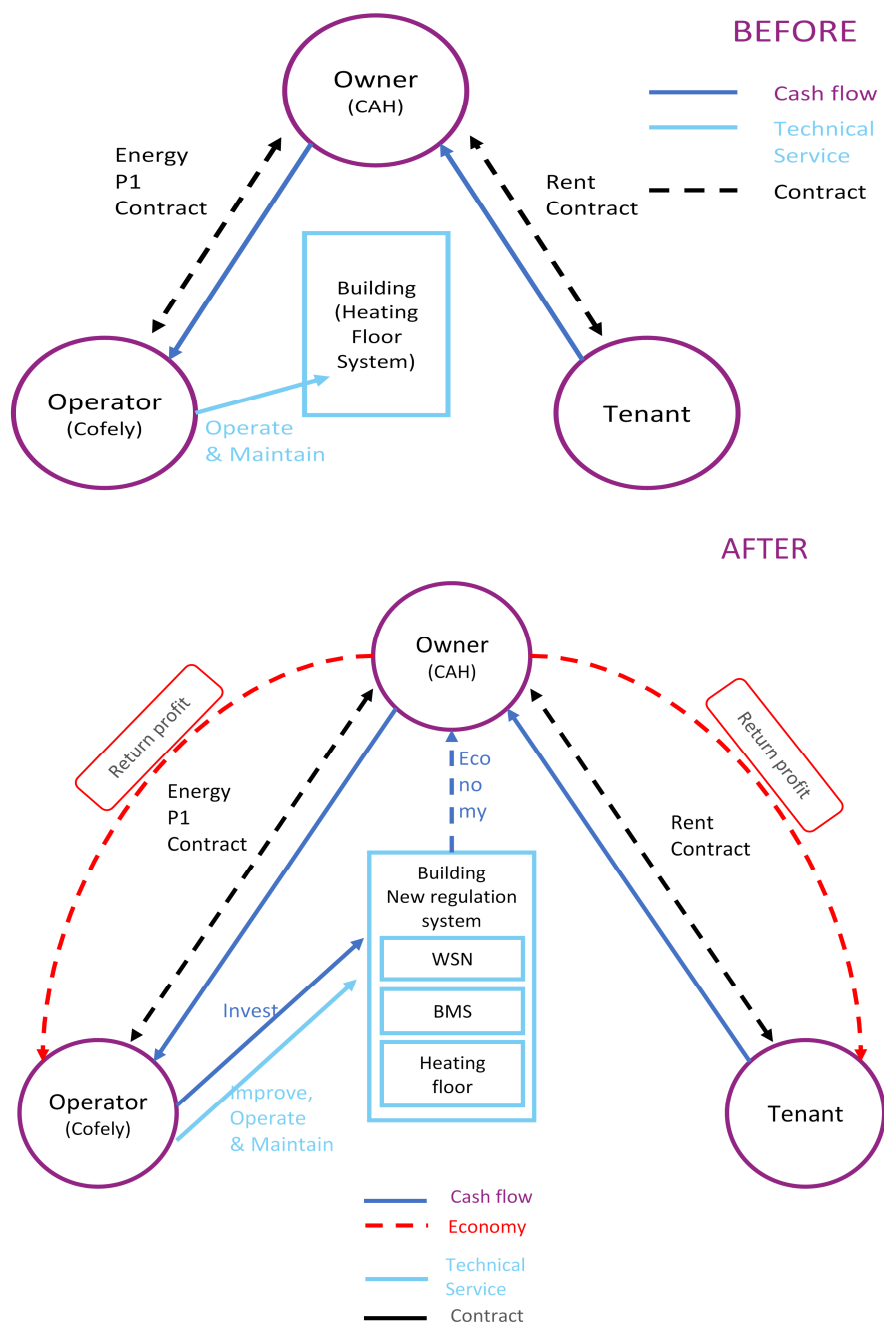 BEFORE
Owner
(CAH)
Cash flow
Technical
Service
Contract
Energy
P1
Contract
Rent
Contract
Building
(Heating
Floor
System)
Operator
(Cofely)
Operate
& Maintain
Tenant
AFTER
Owner
(CAH)
Return profit
Return profit
Eco
no
my
Energy
P1
Contract
Rent
Contract
Building
New regulation
system
WSN
BMS
Heating
floor
Invest
Improve,
Operate
& Maintain
Operator
(Cofely)
Tenant
Cash flow
Economy
Technical
Service
Contract